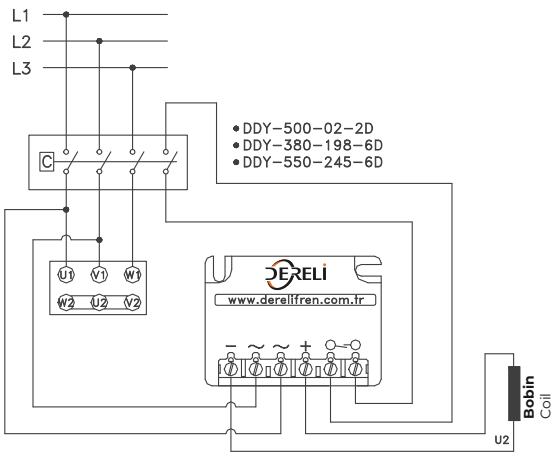 L1
L2
L3
• DDY-500-02-2D
• DDY-380-198-6D
• DDY-550-245-6D
C
U1 V1 W1
W2 U2 V2
DERELİ
www.derelifren.com.tr
− ~ ~ +
Bobin
Coil
U2